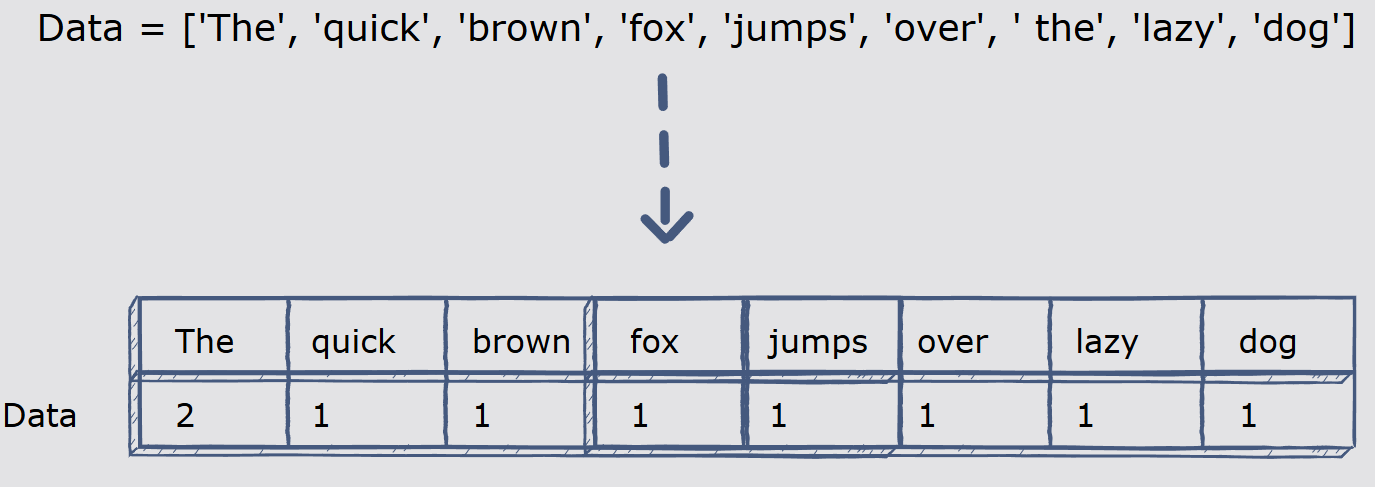 Data = ['The', 'quick', 'brown', 'fox', 'jumps', 'over', ' the', 'lazy', 'dog']
The quick brown fox jumps over lazy dog
Data 2 1 1 1 1 1 1 1